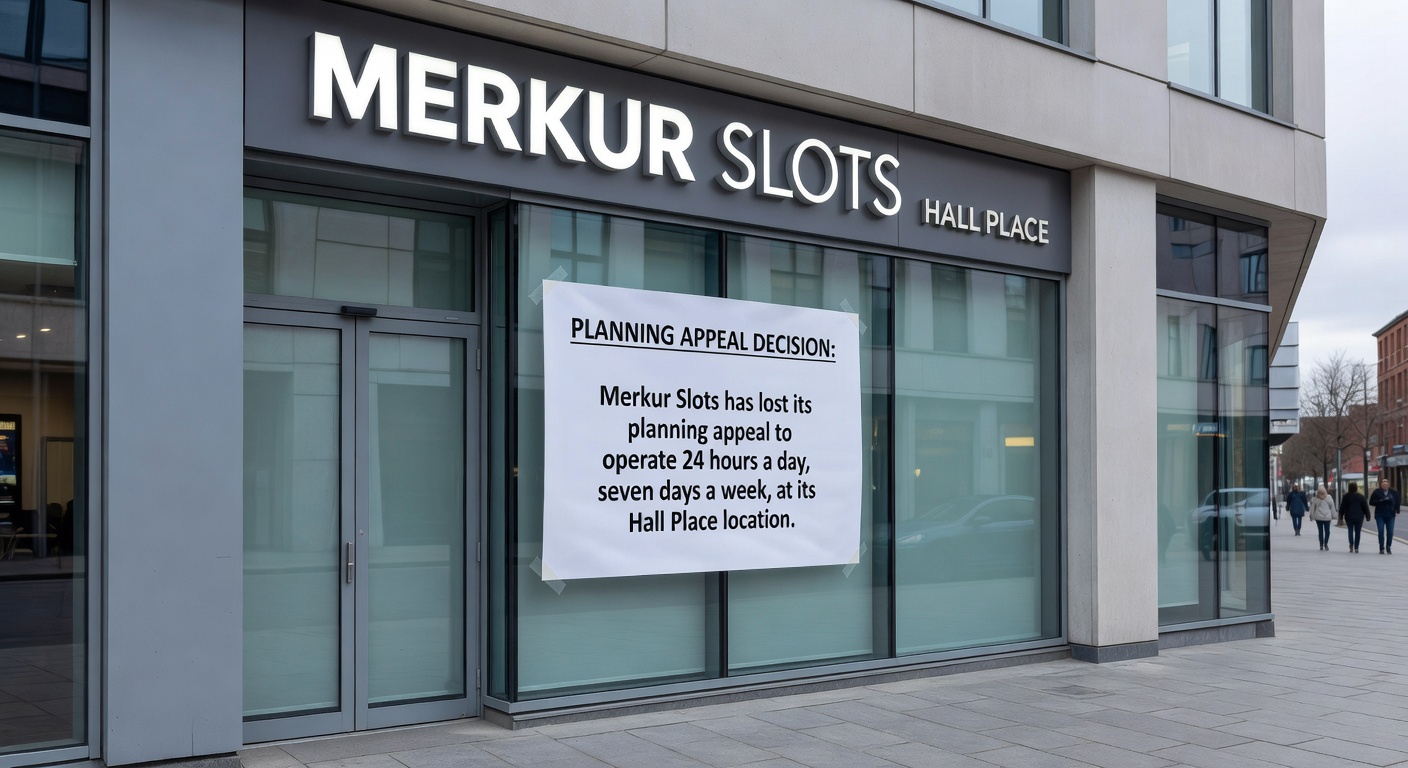 MERKUR SLOTS HALL PLACE
PLANNING APPEAL DECISION:
Merkur Slots has lost its
planning appeal to
operate 24 hours a day,
seven days a week, at its
Hall Place location.